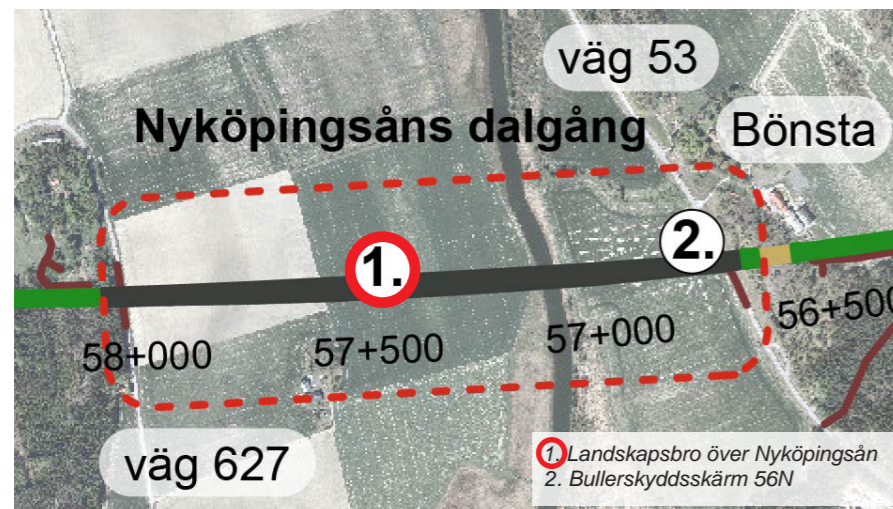 väg 53
Nyköpingsåns dalgång
Bönsta
2.
1.
56+500
57+000
57+500
58+000
väg 627
1. Landskapsbro över Nyköpingsån
2. Bullerskyddsskärm 56N